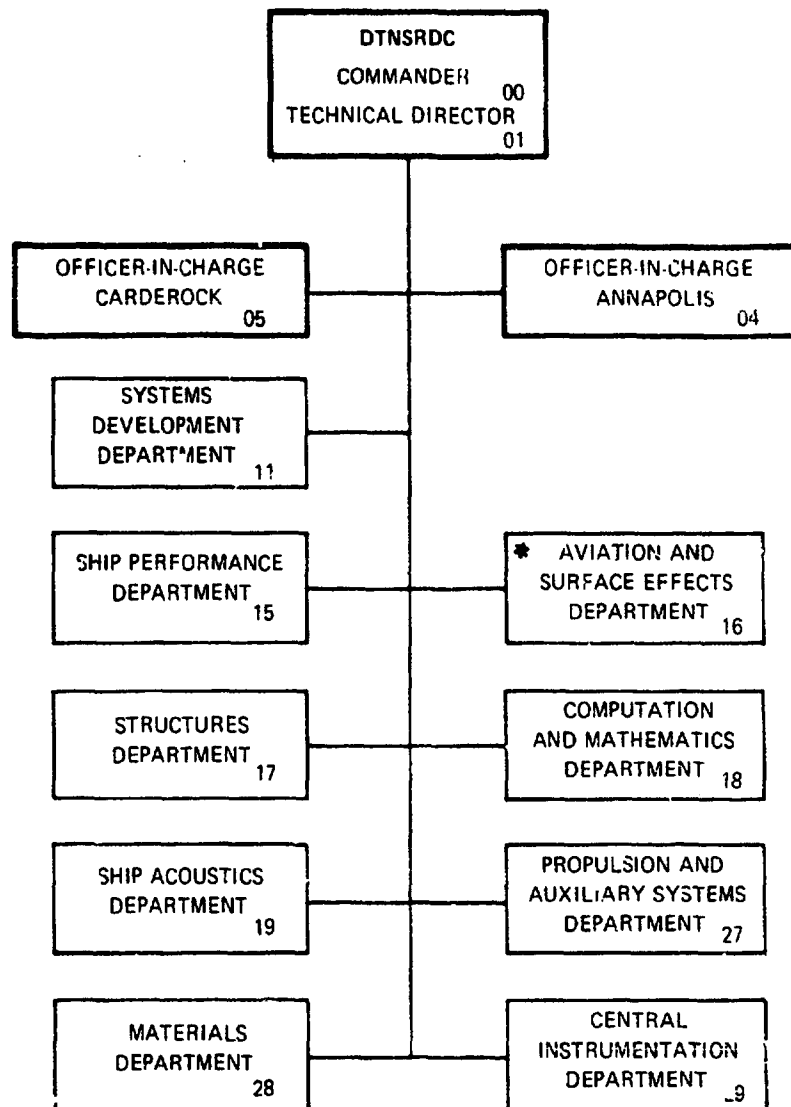 DTNSRDC
COMMANDER
00
TECHNICAL DIRECTOR
01
OFFICER-IN-CHARGE
CARDEROCK
05
OFFICER-IN-CHARGE
ANNAPOLIS
04
SYSTEMS
DEVELOPMENT
DEPARTMENT
11
SHIP PERFORMANCE
DEPARTMENT
15
* AVIATION AND
SURFACE EFFECTS
DEPARTMENT
16
STRUCTURES
DEPARTMENT
17
COMPUTATION
AND MATHEMATICS
DEPARTMENT
18
SHIP ACOUSTICS
DEPARTMENT
19
PROPULSION AND
AUXILIARY SYSTEMS
DEPARTMENT
27
MATERIALS
DEPARTMENT
28
CENTRAL
INSTRUMENTATION
DEPARTMENT